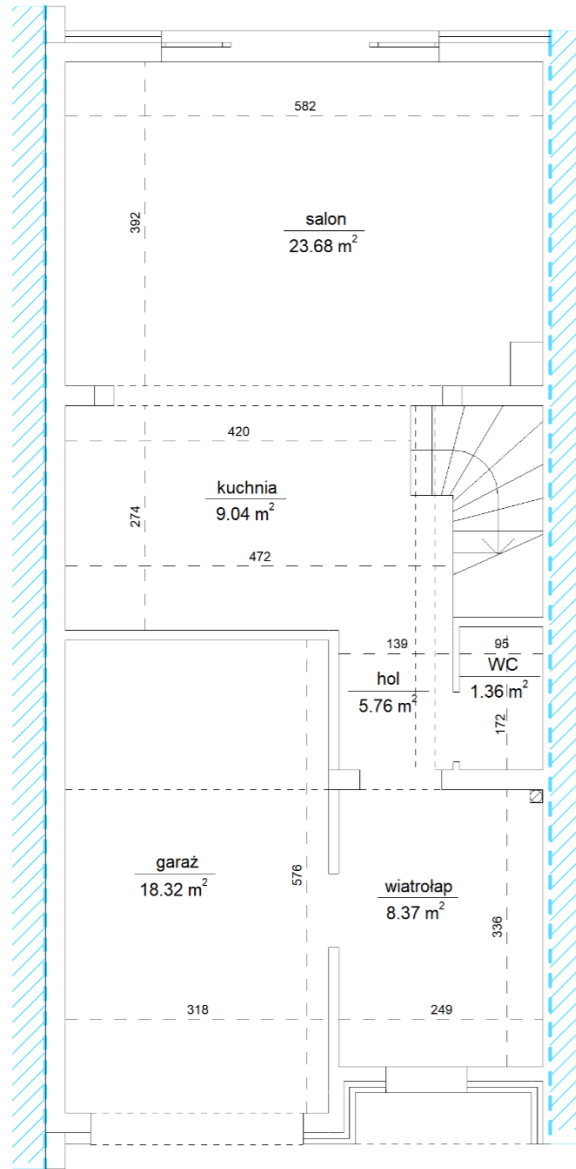 582
392
salon
23.68 m²
420
kuchnia
9.04 m²
274
472
139
95
WC
1.36 m²
hol
5.76 m²
172
garaż
18.32 m²
576
wiatrołap
8.37 m²
336
318
249